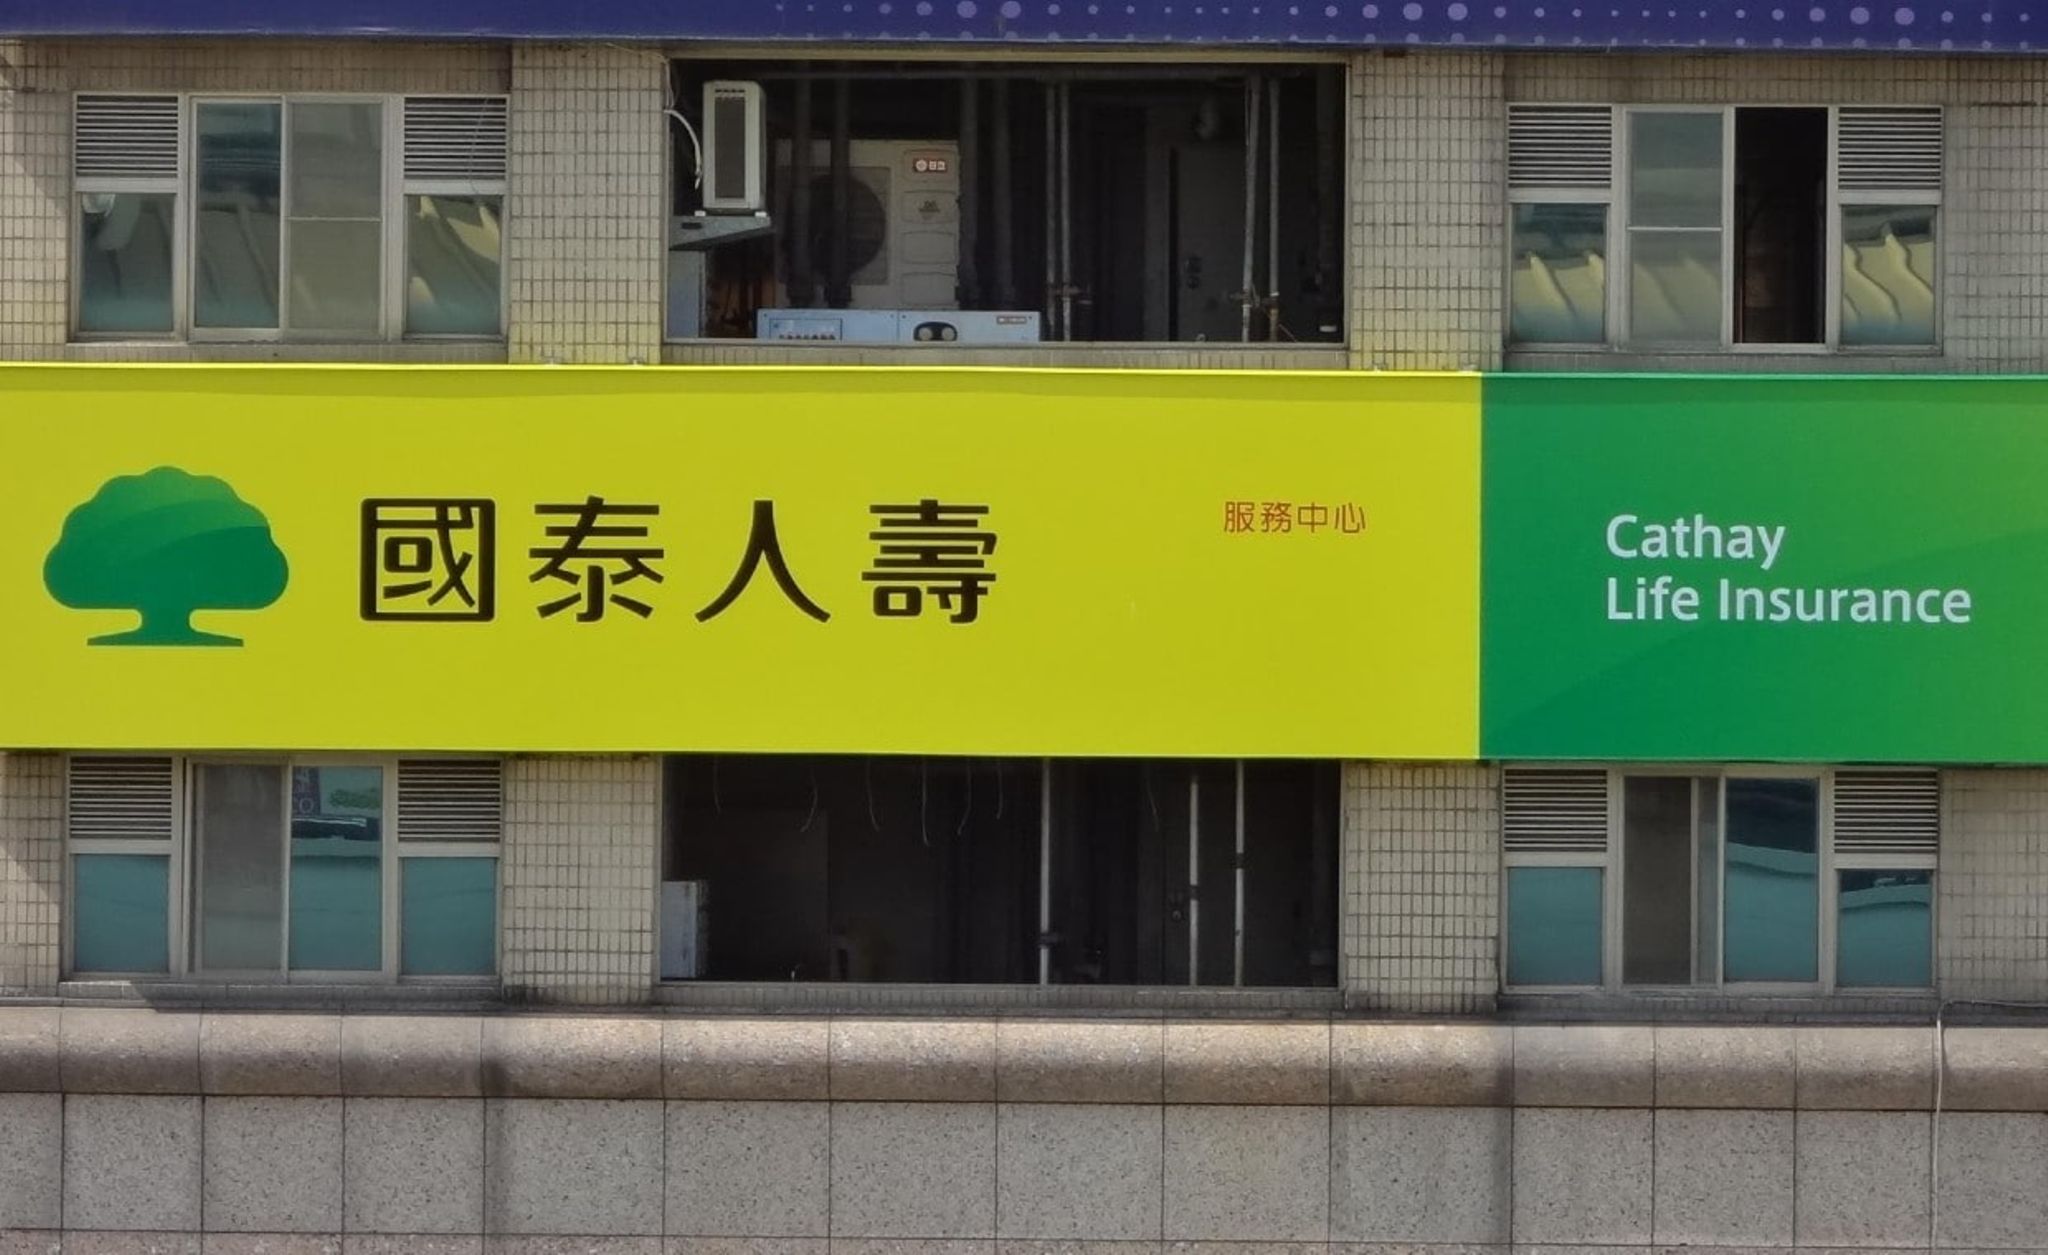 國泰人壽
服務中心
Cathay
Life Insurance